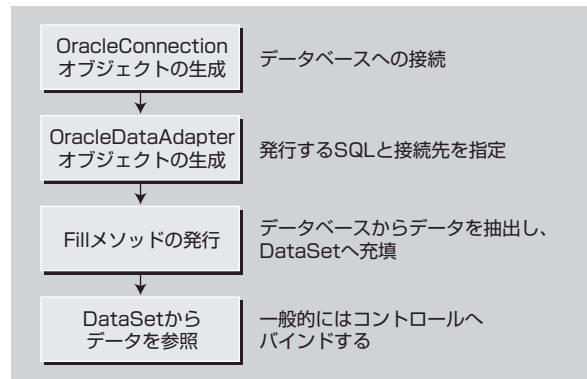 OracleConnection
オブジェクトの生成
データベースへの接続
OracleDataAdapter
オブジェクトの生成
発行するSQLと接続先を指定
Fillメソッドの発行
データベースからデータを抽出し、
DataSetへ充填
DataSetから
データを参照
一般的にはコントロールへ
バインドする